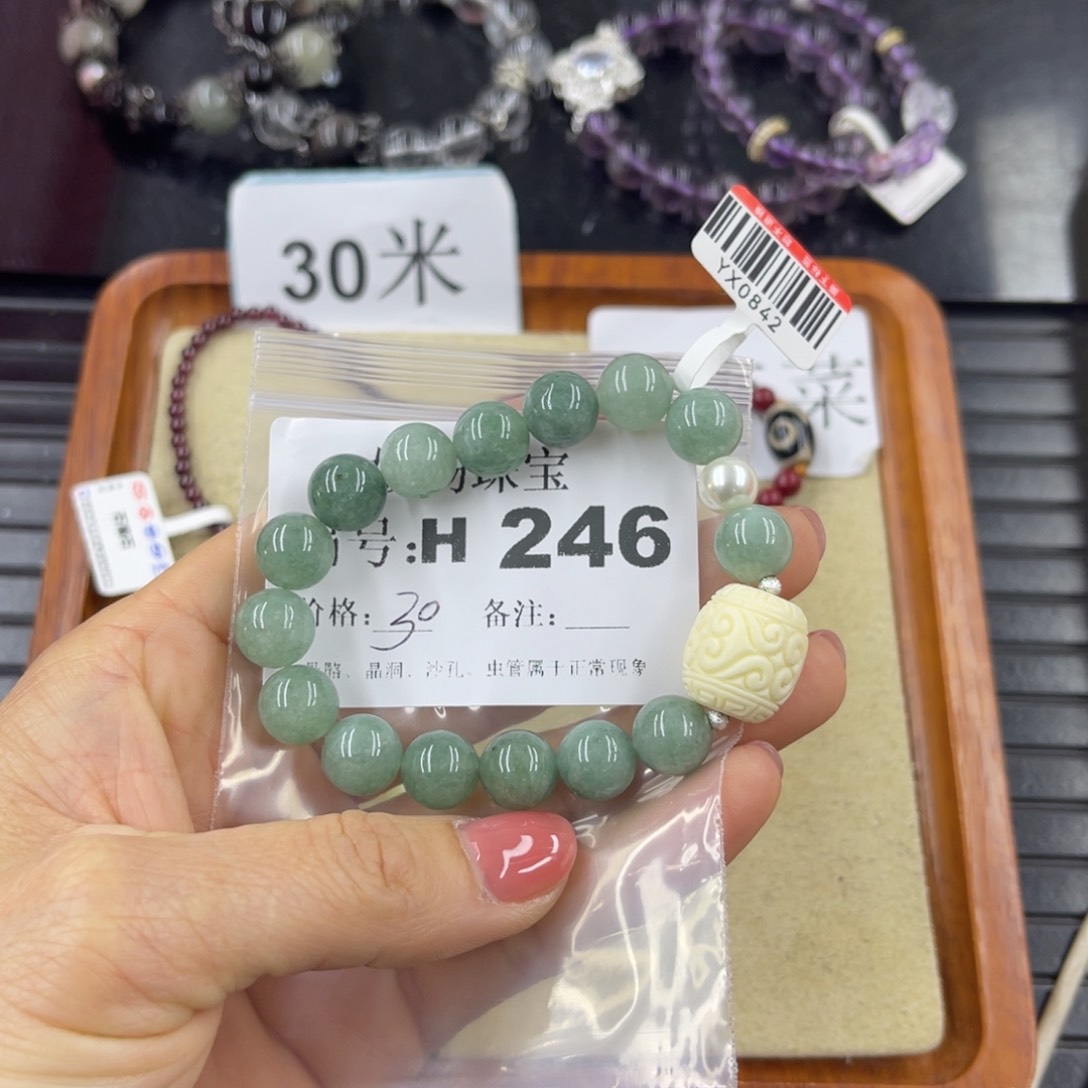 30米
YX0842
菜
珠宝
号:H 246
价格:30 备注:
晶洞、沙孔、虫管属于正常现象